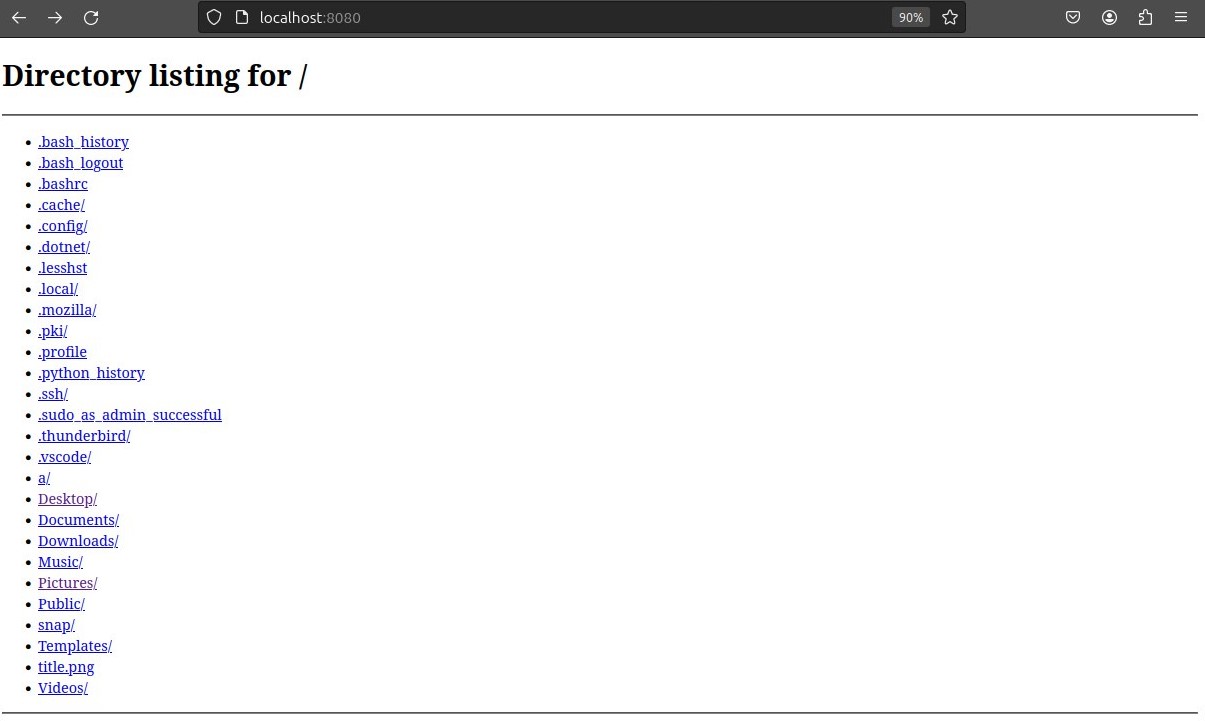 localhost:8080
90%
Directory listing for /
.bash_history
.bash_logout
.bashrc
.cache/
.config/
.dotnet/
.lesshst
.local/
.mozilla/
.pki/
.profile
.python_history
.ssh/
.sudo_as_admin_successful
.thunderbird/
.vscode/
a/
Desktop/
Documents/
Downloads/
Music/
Pictures/
Public/
snap/
Templates/
title.png
Videos/